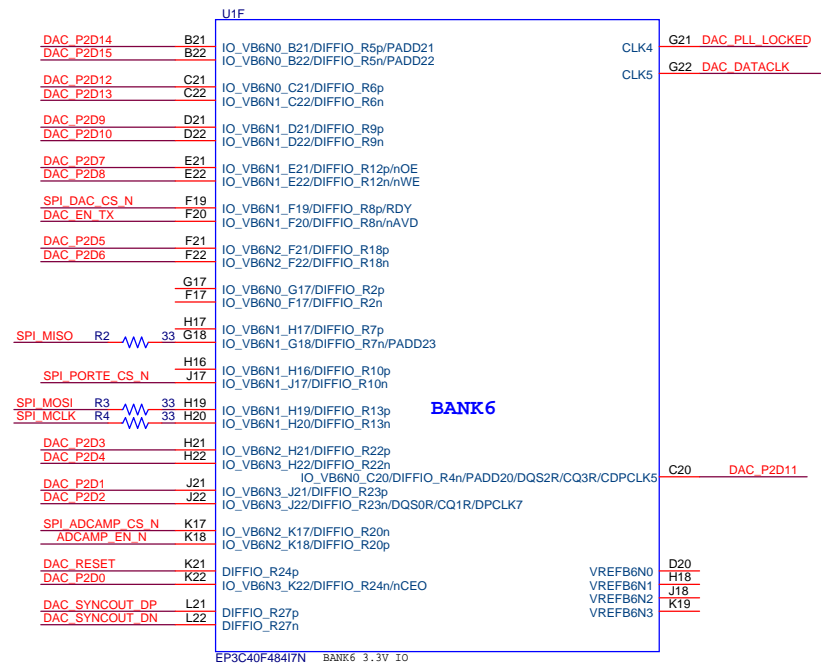 U1F
DAC_P2D14 B21 IO_VB6N0_B21/DIFFIO_R5p/PADD21 CLK4 G21 DAC_PLL_LOCKED
DAC_P2D15 B22 IO_VB6N0_B22/DIFFIO_R5n/PADD22
CLK5 G22 DAC_DATACLK
DAC_P2D12 C21 IO_VB6N0_C21/DIFFIO_R6p
DAC_P2D13 C22 IO_VB6N1_C22/DIFFIO_R6n
DAC_P2D9 D21 IO_VB6N1_D21/DIFFIO_R9p
DAC_P2D10 D22 IO_VB6N1_D22/DIFFIO_R9n
DAC_P2D7 E21 IO_VB6N1_E21/DIFFIO_R12p/nOE
DAC_P2D8 E22 IO_VB6N1_E22/DIFFIO_R12n/nWE
SPI_DAC_CS_N F19 IO_VB6N1_F19/DIFFIO_R8p/RDY
DAC_EN_TX F20 IO_VB6N1_F20/DIFFIO_R8n/nAVD
DAC_P2D5 F21 IO_VB6N2_F21/DIFFIO_R18p
DAC_P2D6 F22 IO_VB6N2_F22/DIFFIO_R18n
G17 IO_VB6N0_G17/DIFFIO_R2p
F17 IO_VB6N0_F17/DIFFIO_R2n
H17 IO_VB6N1_H17/DIFFIO_R7p
SPI_MISO R2 33 G18 IO_VB6N1_G18/DIFFIO_R7n/PADD23
H16 IO_VB6N1_H16/DIFFIO_R10p
SPI_PORTE_CS_N J17 IO_VB6N1_J17/DIFFIO_R10n
SPI_MOSI R3 33 H19 IO_VB6N1_H19/DIFFIO_R13p BANK6
SPI_MCLK R4 33 H20 IO_VB6N1_H20/DIFFIO_R13n
DAC_P2D3 H21 IO_VB6N2_H21/DIFFIO_R22p
DAC_P2D4 H22 IO_VB6N3_H22/DIFFIO_R22n
IO_VB6N0_C20/DIFFIO_R4n/PADD20/DQS2R/CQ3R/CDPCLK5 C20 DAC_P2D11
DAC_P2D1 J21 IO_VB6N3_J21/DIFFIO_R23p
DAC_P2D2 J22 IO_VB6N3_J22/DIFFIO_R23n/DQS0R/CQ1R/DPCLK7
SPI_ADCAMP_CS_N K17 IO_VB6N2_K17/DIFFIO_R20n
ADCAMP_EN_N K18 IO_VB6N2_K18/DIFFIO_R20p
DAC_RESET K21 DIFFIO_R24p VREFB6N0 D20
DAC_P2D0 K22 IO_VB6N3_K22/DIFFIO_R24n/nCEO VREFB6N1 H18
VREFB6N2 J18
DAC_SYNCOUT_DP L21 DIFFIO_R27p VREFB6N3 K19
DAC_SYNCOUT_DN L22 DIFFIO_R27n
EP3C40F484I7N BANK6 3.3V IO